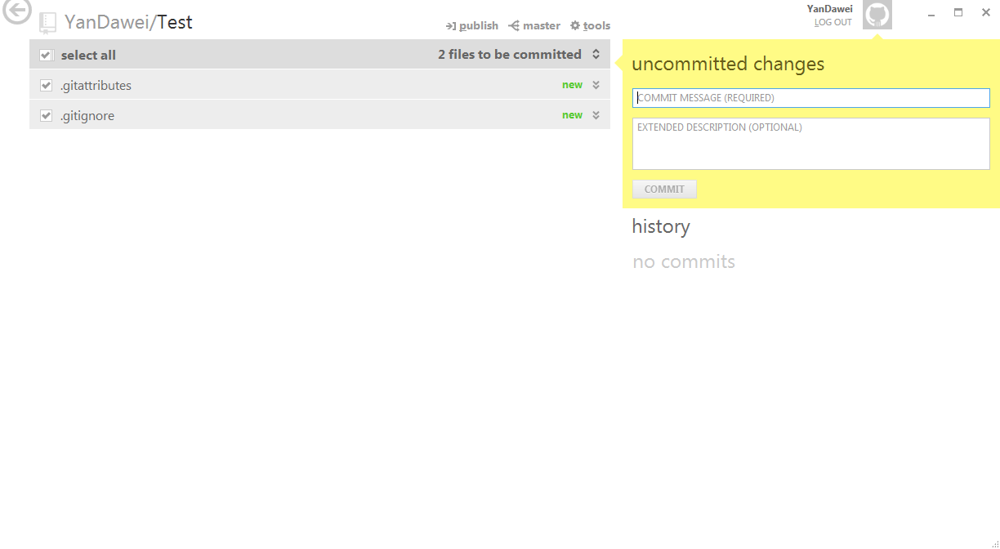 YanDawei/Test
publish master tools
YanDawei
LOG OUT
select all 2 files to be committed
.gitattributes new
.gitignore new
uncommitted changes
COMMIT MESSAGE (REQUIRED)
EXTENDED DESCRIPTION (OPTIONAL)
COMMIT
history
no commits